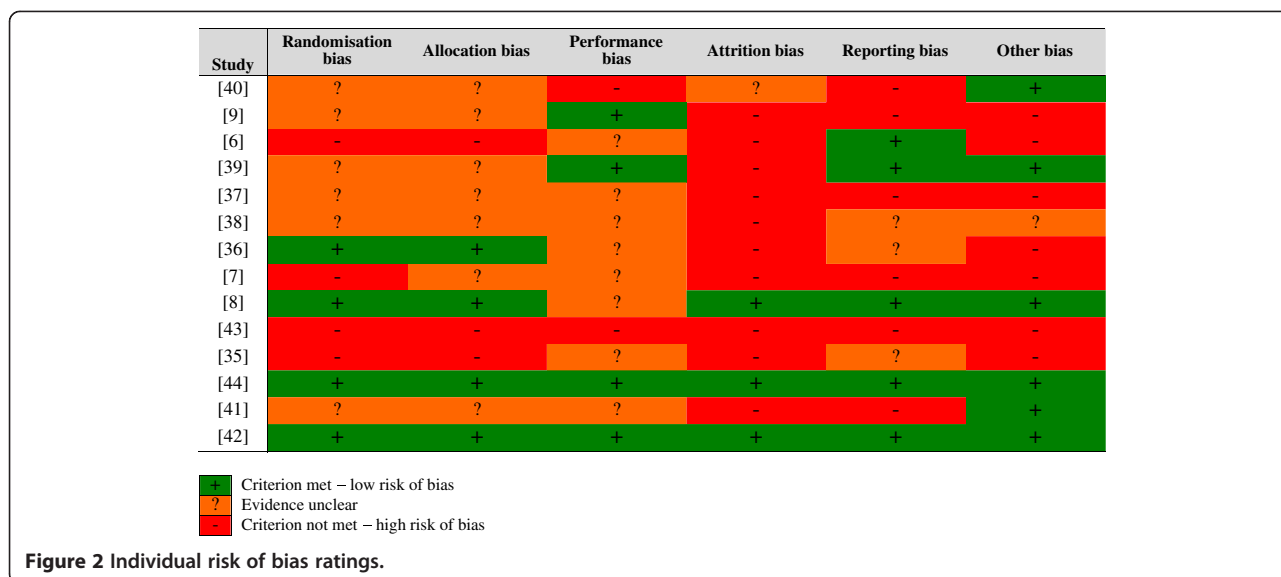 Study Randomisation bias Allocation bias Performance bias Attrition bias Reporting bias Other bias
[40] ? ? - ? - +
[9] ? ? + - - -
[6] - - ? - + -
[39] ? ? + - + +
[37] ? ? ? - - -
[38] ? ? ? - ? ?
[36] + + ? - ? -
[7] - ? ? - - -
[8] + + ? + + +
[43] - - - - - -
[35] - - ? - ? -
[44] + + + + + +
[41] ? ? ? - - +
[42] + + + + + +
+ Criterion met – low risk of bias
? Evidence unclear
- Criterion not met – high risk of bias
Figure 2 Individual risk of bias ratings.